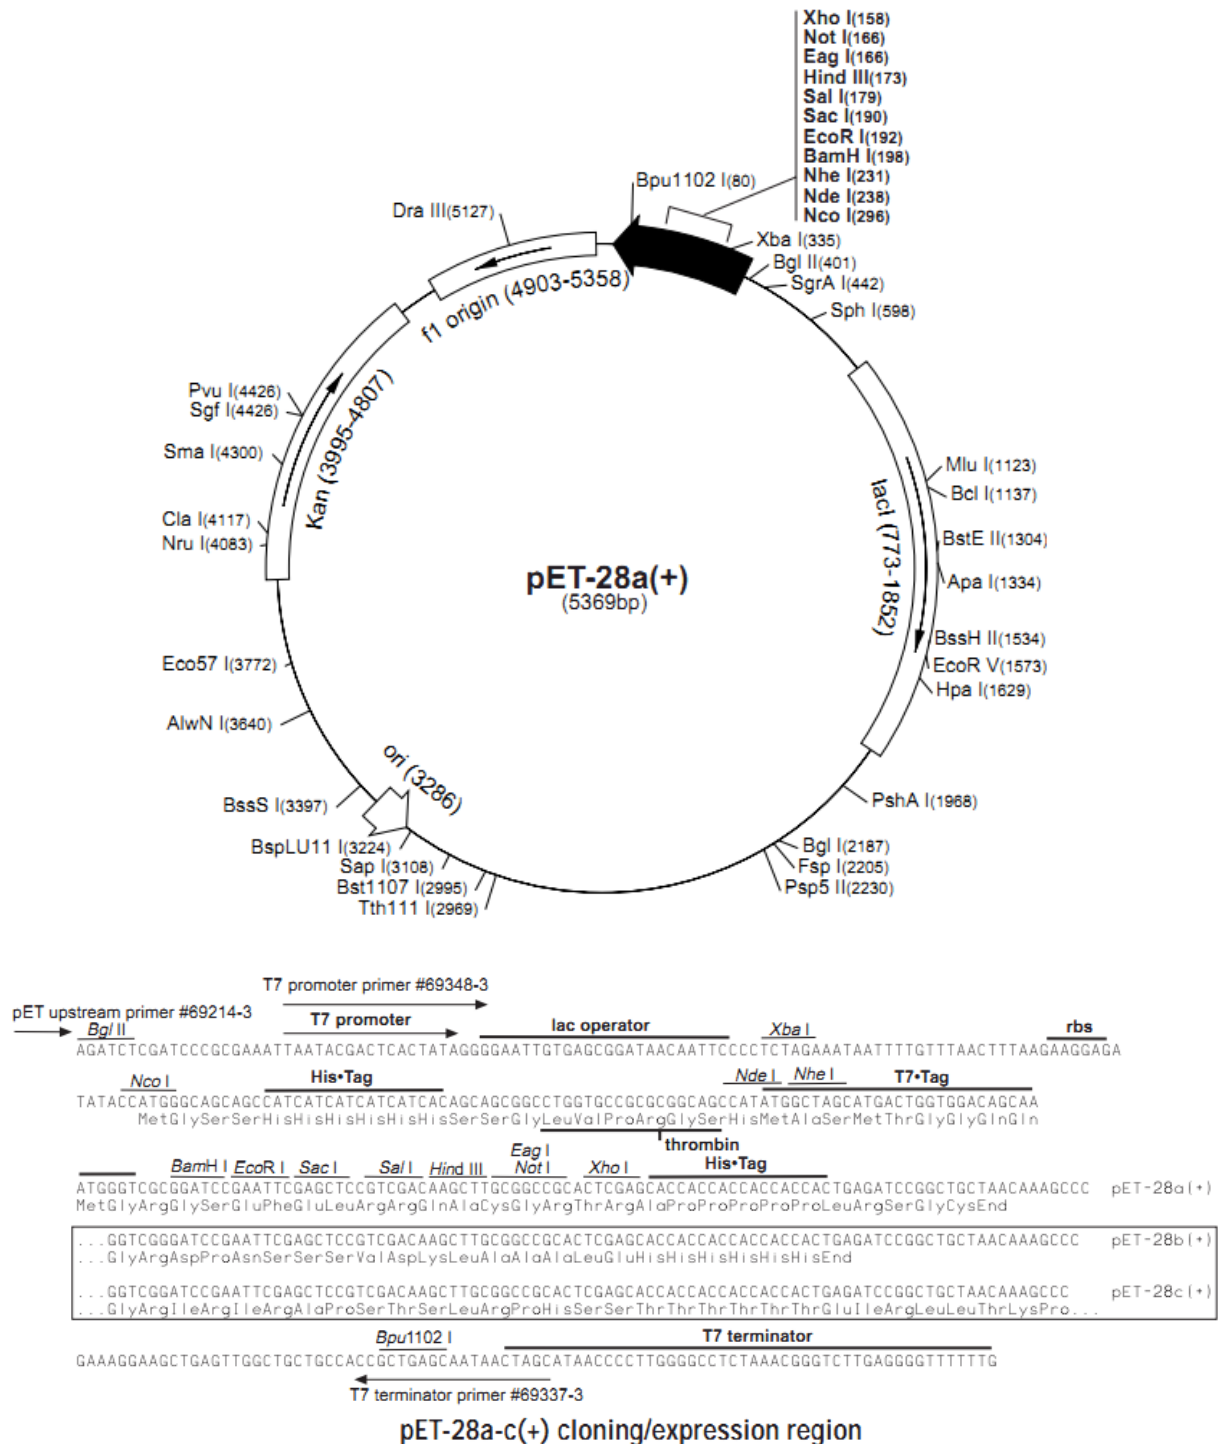 Xho I(158)
Not I(166)
Eag I(166)
Hind III(173)
Sal I(179)
Sac I(190)
EcoR I(192)
BamH I(198)
Nhe I(231)
Nde I(238)
Nco I(296)
Bpu1102 I(80)
Dra III(5127)
Xba I(335)
Bgl II(401)
SgrA I(442)
Sph I(598)
f1 origin (4903-5358)
Pvu I(4426)
Sgf I(4426)
Sma I(4300)
Kan (3995-4807)
Cla I(4117)
Nru I(4083)
Mlu I(1123)
Bcl I(1137)
BstE II(1304)
Apa I(1334)
lacI (773-1852)
BssH II(1534)
EcoR V(1573)
Hpa I(1629)
pET-28a(+)
(5369bp)
Eco57 I(3772)
AlwN I(3640)
ori (3286)
BssS I(3397)
PshA I(1968)
BspLU11 I(3224)
Sap I(3108)
Bst1107 I(2995)
Tth111 I(2969)
Bgl I(2187)
Fsp I(2205)
Psp5 II(2230)
T7 promoter primer #69348-3
pET upstream primer #69214-3
Bgl II T7 promoter lac operator Xba I rbs
AGATCTCGATCCCGCGAAATTAATACGACTCACTATAGGGGAATTGTGAGCGGATAACAATTCCCCTCTAGAAATAATTTTGTTTAACTTTAAGAAGGAGA
Nco I His•Tag Nde I Nhe I T7•Tag
TATACCATGGGCAGCAGCCATCATCATCATCATCACAGCAGCGGCCTGGTGCCGCGCGGCAGCCATATGGCTAGCATGACTGGTGGACAGCAA
MetGlySerSerHisHisHisHisHisHisSerSerGlyLeuValProArgGlySerHisMetAlaSerMetThrGlyGlyGlnGln
thrombin
Eag I
BamH I EcoR I Sac I Sal I Hind III Not I Xho I His•Tag
ATGGGTCGCGGATCCGAATTCGAGCTCCGTCGACAAGCTTGCGGCCGCACTCGAGCACCACCACCACCACCACTGAGATCCGGCTGCTAACAAAGCCC pET-28a(+)
MetGlyArgGlySerGluPheGluLeuArgArgGlnAlaCysGlyArgThrArgAlaProProProProProLeuArgSerGlyCysEnd
...GGTCGGGATCCGAATTCGAGCTCCGTCGACAAGCTTGCGGCCGCACTCGAGCACCACCACCACCACCACTGAGATCCGGCTGCTAACAAAGCCC pET-28b(+)
...GlyArgAspProAsnSerSerSerValAspLysLeuAlaAlaAlaLeuGluHisHisHisHisHisHisEnd
...GGTCGGATCCGAATTCGAGCTCCGTCGACAAGCTTGCGGCCGCACTCGAGCACCACCACCACCACCACTGAGATCCGGCTGCTAACAAAGCCC pET-28c(+)
...GlyArgIleArgIleArgAlaProSerThrSerLeuArgProHisSerSerThrThrThrThrThrThrGluIleArgLeuLeuThrLysPro...
Bpu1102 I T7 terminator
GAAAGGAAGCTGAGTTGGCTGCTGCCACCGCTGAGCAATAACTAGCATAACCCCTTGGGGCCTCTAAACGGGTCTTGAGGGGTTTTTTG
T7 terminator primer #69337-3
pET-28a-c(+) cloning/expression region